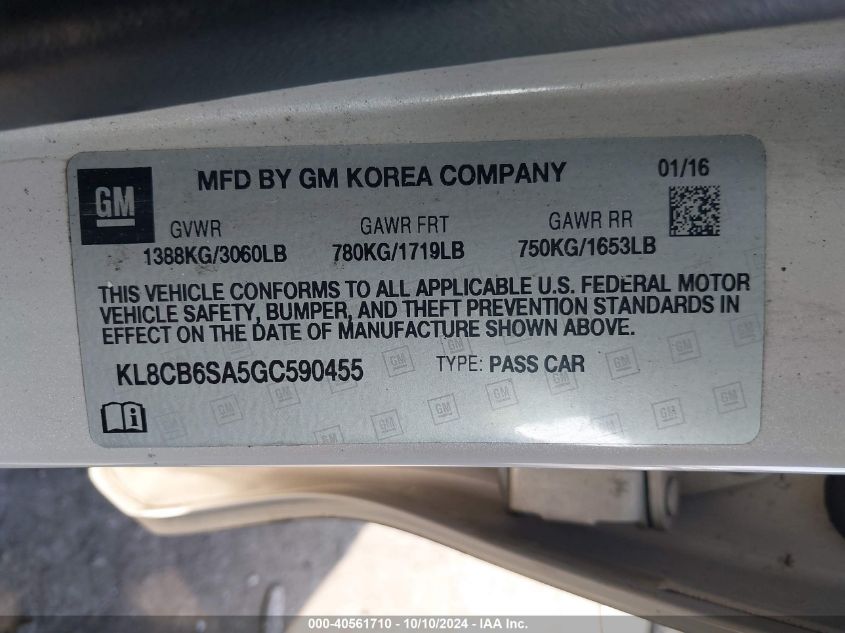 GM
MFD BY GM KOREA COMPANY
01/16
GVWR GAWR FRT GAWR RR
1388KG/3060LB 780KG/1719LB 750KG/1653LB
THIS VEHICLE CONFORMS TO ALL APPLICABLE U.S. FEDERAL MOTOR
VEHICLE SAFETY, BUMPER, AND THEFT PREVENTION STANDARDS IN
EFFECT ON THE DATE OF MANUFACTURE SHOWN ABOVE.
KL8CB6SA5GC590455 TYPE: PASS CAR
000-40561710 - 10/10/2024 - IAA Inc.